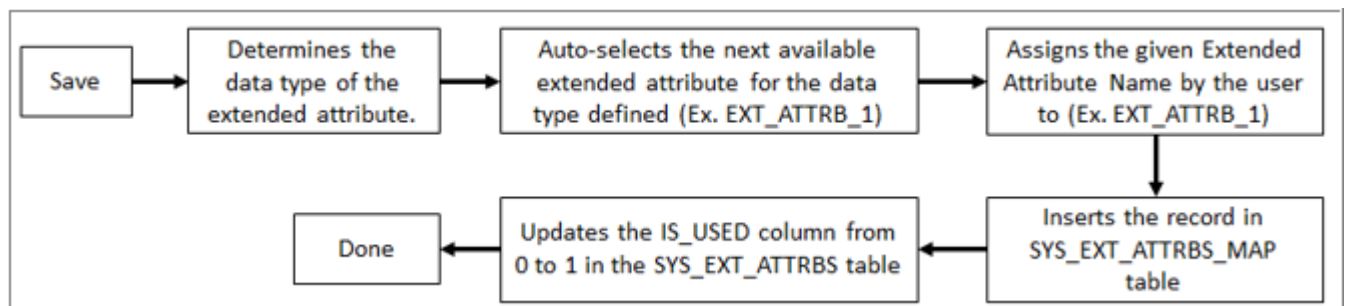 Save
Determines the
data type of the
extended attribute.
Auto-selects the next available
extended attribute for the data
type defined (Ex. EXT_ATTRB_1)
Assigns the given Extended
Attribute Name by the user
to (Ex. EXT_ATTRB_1)
Inserts the record in
SYS_EXT_ATTRBS_MAP
table
Updates the IS_USED column from
0 to 1 in the SYS_EXT_ATTRBS table
Done